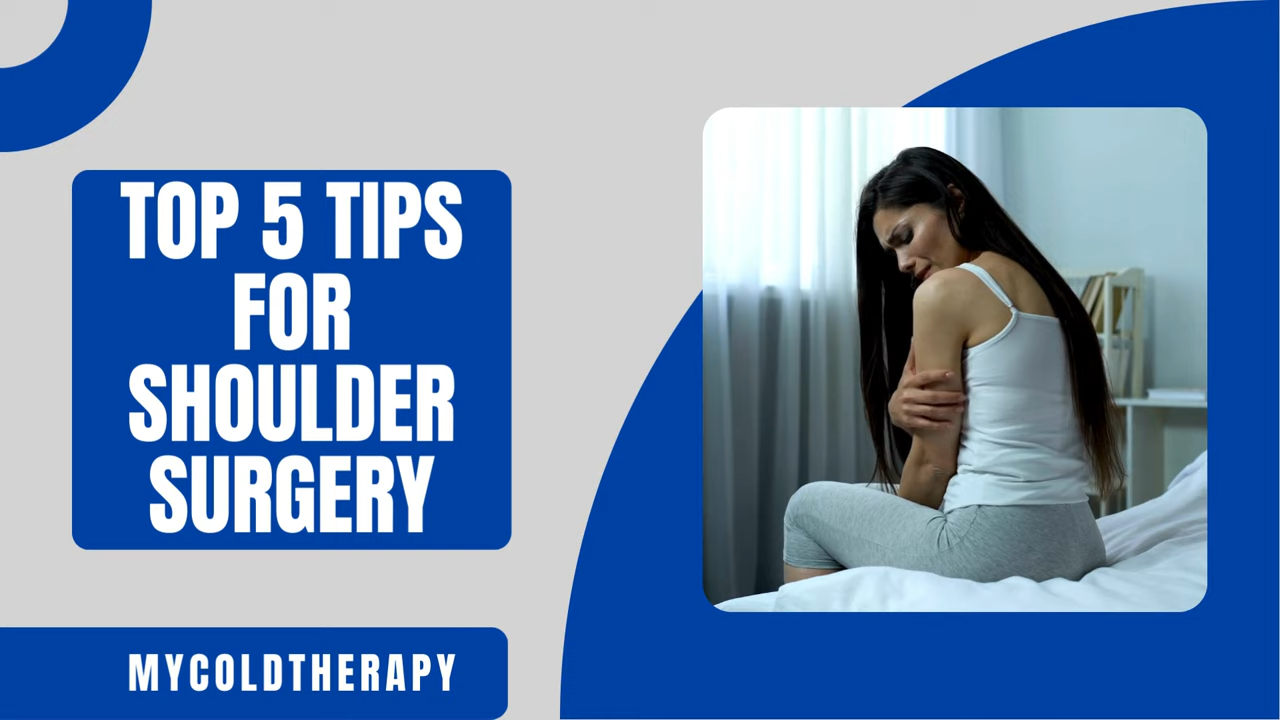 TOP 5 TIPS
FOR
SHOULDER
SURGERY
MYCOLDTHERAPY